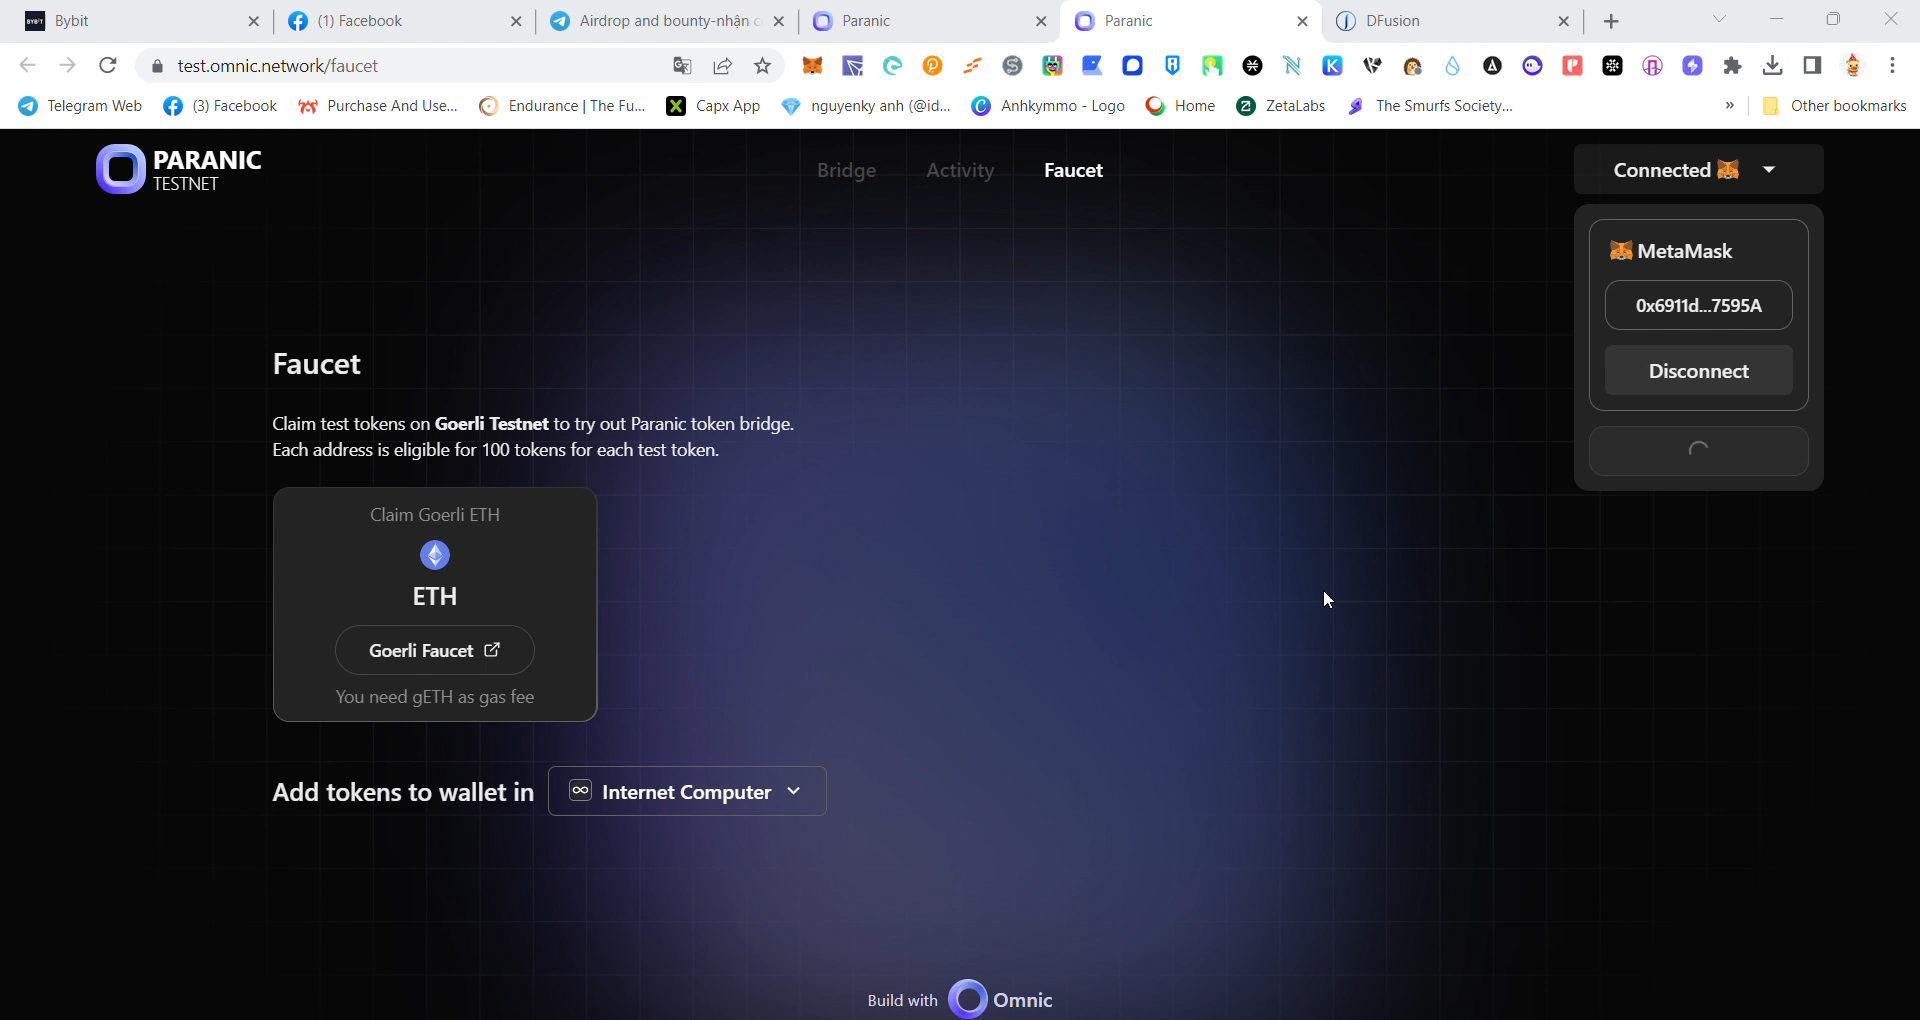 Bybit
(1) Facebook
Airdrop and bounty-nhận
Paranic
Paranic
DFusion
test.omnic.network/faucet
Telegram Web
(3) Facebook
Purchase And Use...
Endurance | The Fu...
Capx App
nguyenky anh (@id...
Anhkymmo - Logo
Home
ZetaLabs
The Smurfs Society...
»
Other bookmarks
PARANIC
TESTNET
Bridge
Activity
Faucet
Connected
MetaMask
0x6911d...7595A
Disconnect
Faucet
Claim test tokens on Goerli Testnet to try out Paranic token bridge.
Each address is eligible for 100 tokens for each test token.
Claim Goerli ETH
ETH
Goerli Faucet
You need gETH as gas fee
Add tokens to wallet in
Internet Computer
Build with
Omnic